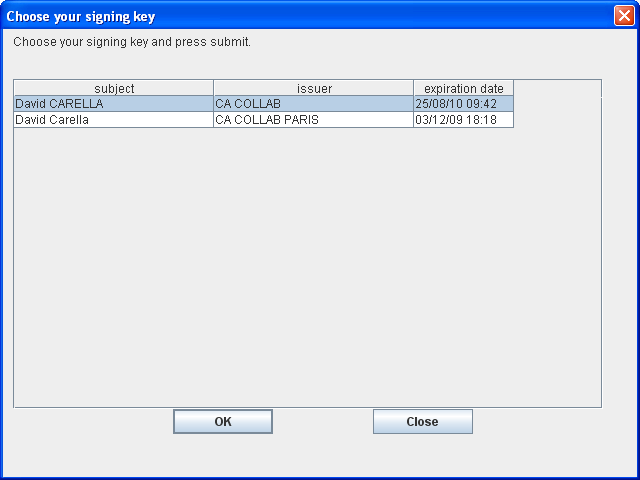 Choose your signing key
Choose your signing key and press submit.
subject issuer expiration date
David CARELLA CA COLLAB 25/08/10 09:42
David Carella CA COLLAB PARIS 03/12/09 18:18
OK Close